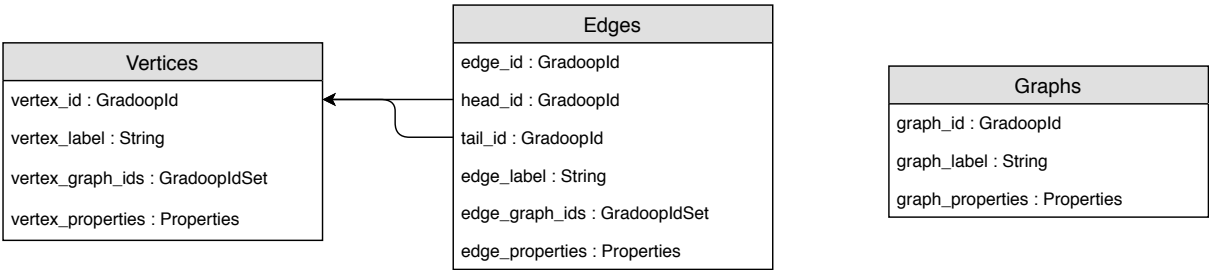 Vertices
vertex_id : GradoopId
vertex_label : String
vertex_graph_ids : GradoopIdSet
vertex_properties : Properties
Edges
edge_id : GradoopId
head_id : GradoopId
tail_id : GradoopId
edge_label : String
edge_graph_ids : GradoopIdSet
edge_properties : Properties
Graphs
graph_id : GradoopId
graph_label : String
graph_properties : Properties